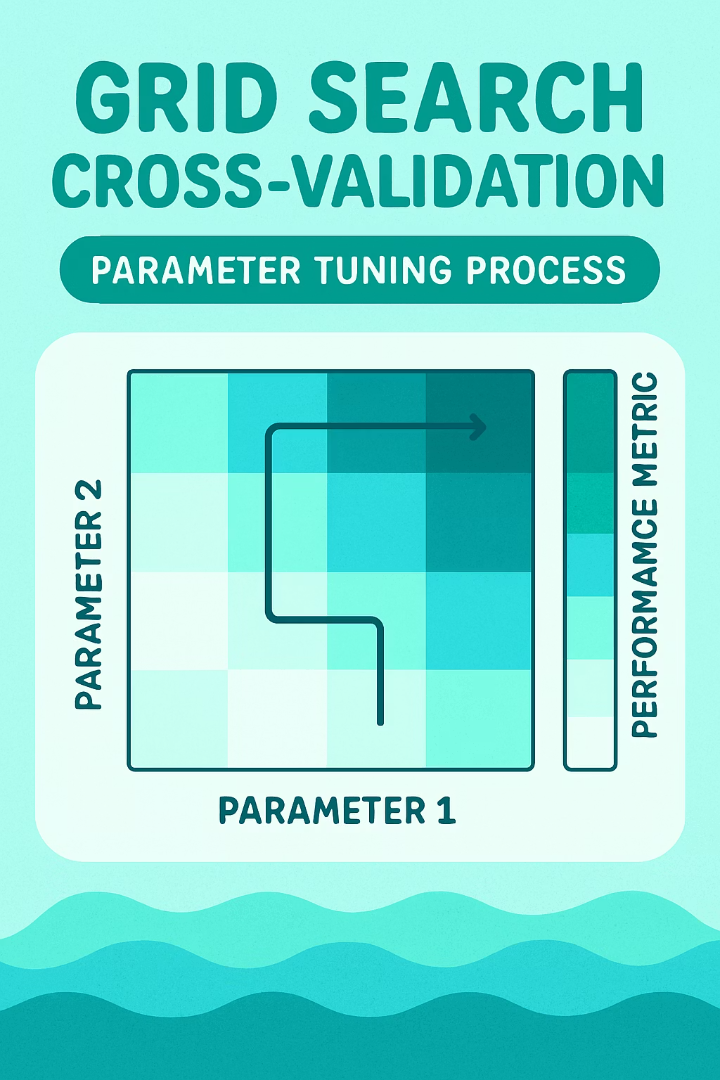 GRID SEARCH
CROSS-VALIDATION
PARAMETER TUNING PROCESS
PARAMETER 2
PERFORMAMCE METRIC
PARAMETER 1